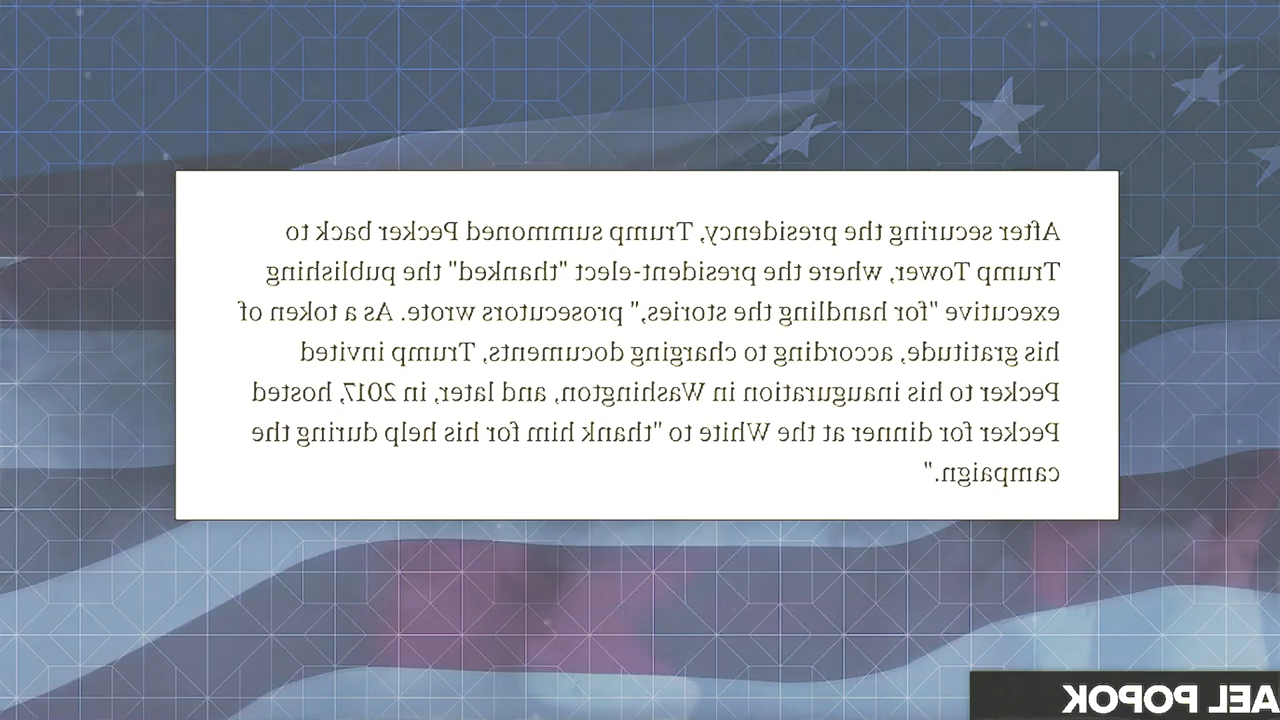 After securing the presidency, Trump summoned Pecker back to
Trump Tower, where the president-elect "thanked" the publishing
executive "for handling the stories," prosecutors wrote. As a token of
his gratitude, according to charging documents, Trump invited
Pecker to his inauguration in Washington, and later, in 2017, hosted
Pecker for dinner at the White to "thank him for his help during the
campaign."
AEL POPOK